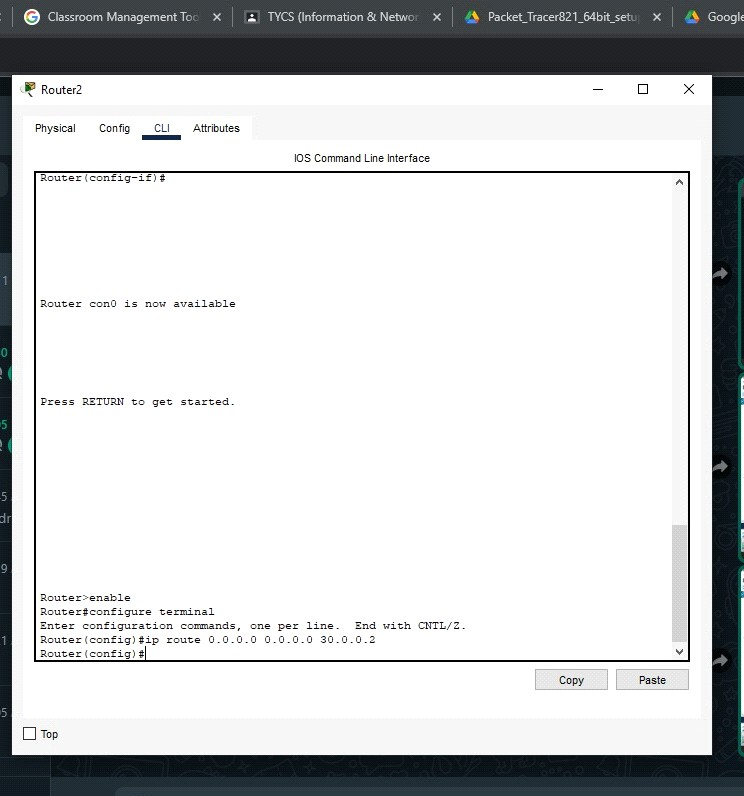 Classroom Management Too
TYCS (Information & Networ
Packet_Tracer821_64bit_setu
Google
Router2
Physical Config CLI Attributes
IOS Command Line Interface
Router(config-if)#
Router con0 is now available
Press RETURN to get started.
Router>enable
Router#configure terminal
Enter configuration commands, one per line.  End with CNTL/Z.
Router(config)#ip route 0.0.0.0 0.0.0.0 30.0.0.2
Router(config)#
Copy Paste
Top